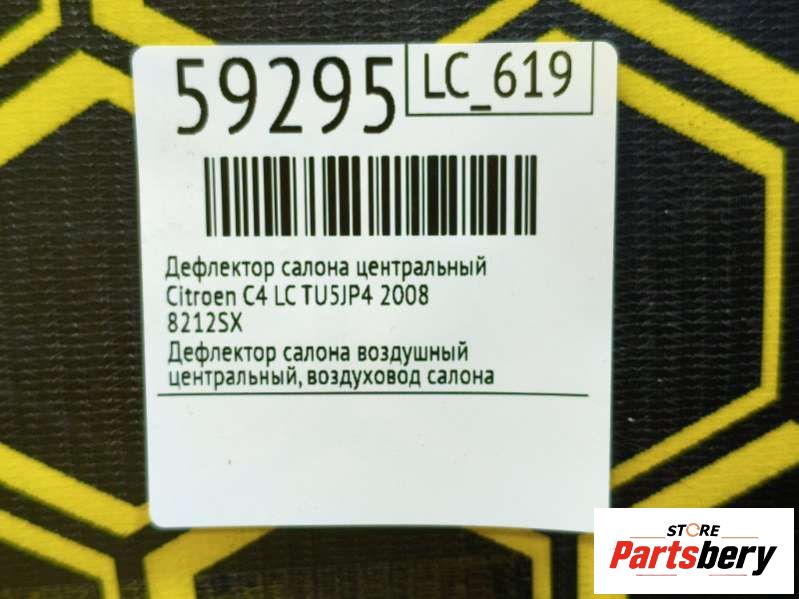 59295
LC_619
Дефлектор салона центральный
Citroen C4 LC TU5JP4 2008
8212SX
Дефлектор салона воздушный
центральный, воздуховод салона
STORE
Partsbery